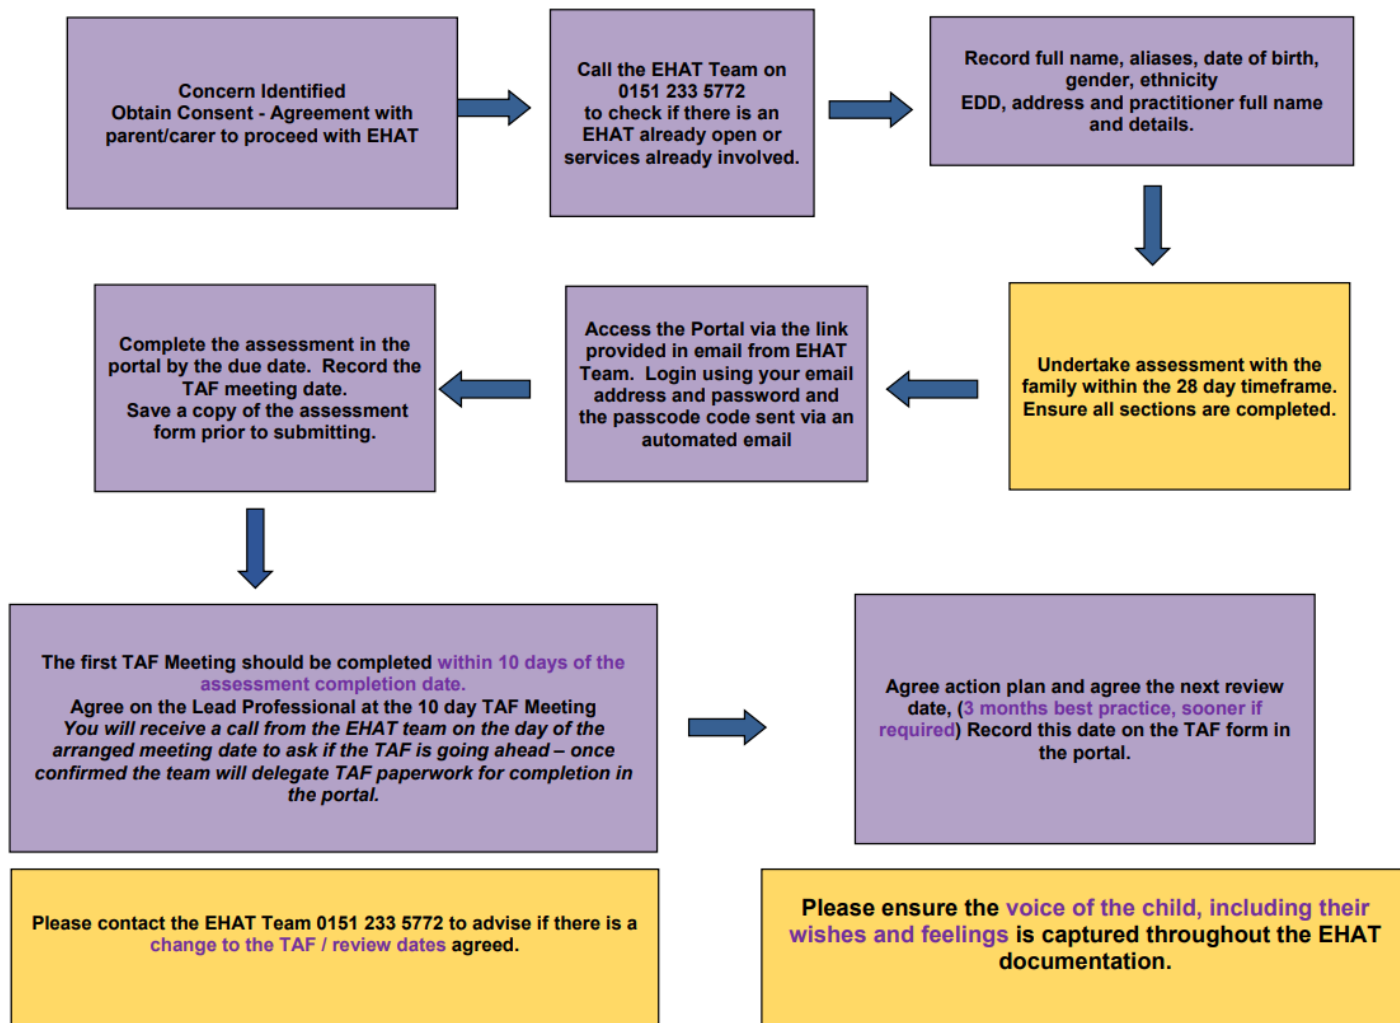 Concern Identified
Obtain Consent - Agreement with
parent/carer to proceed with EHAT
Call the EHAT Team on
0151 233 5772
to check if there is an
EHAT already open or
services already involved.
Record full name, aliases, date of birth,
gender, ethnicity
EDD, address and practitioner full name
and details.
Undertake assessment with the
family within the 28 day timeframe.
Ensure all sections are completed.
Access the Portal via the link
provided in email from EHAT
Team.  Login using your email
address and password and
the passcode code sent via an
automated email
Complete the assessment in the
portal by the due date.  Record the
TAF meeting date.
Save a copy of the assessment
form prior to submitting.
The first TAF Meeting should be completed within 10 days of the
assessment completion date.
Agree on the Lead Professional at the 10 day TAF Meeting
You will receive a call from the EHAT team on the day of the
arranged meeting date to ask if the TAF is going ahead – once
confirmed the team will delegate TAF paperwork for completion in
the portal.
Agree action plan and agree the next review
date, (3 months best practice, sooner if
required) Record this date on the TAF form in
the portal.
Please contact the EHAT Team 0151 233 5772 to advise if there is a
change to the TAF / review dates agreed.
Please ensure the voice of the child, including their
wishes and feelings is captured throughout the EHAT
documentation.